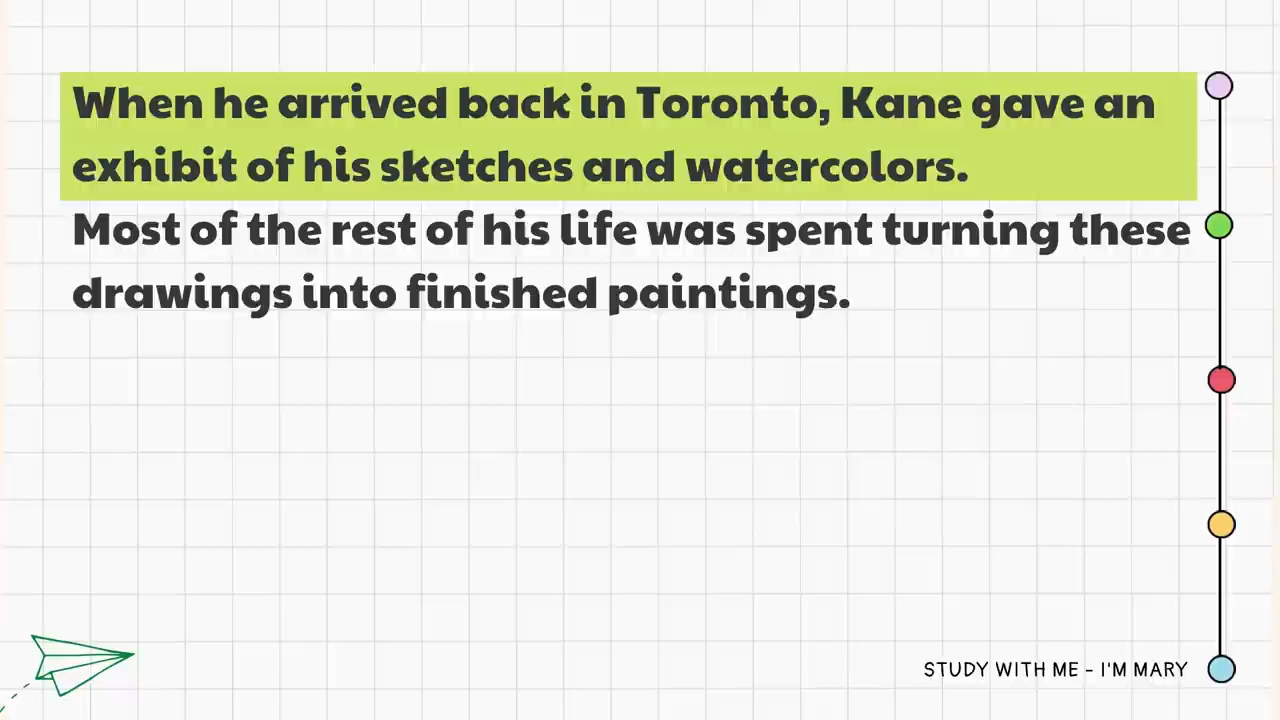 When he arrived back in Toronto, Kane gave an
exhibit of his sketches and watercolors.
Most of the rest of his life was spent turning these
drawings into finished paintings.
STUDY WITH ME - I'M MARY